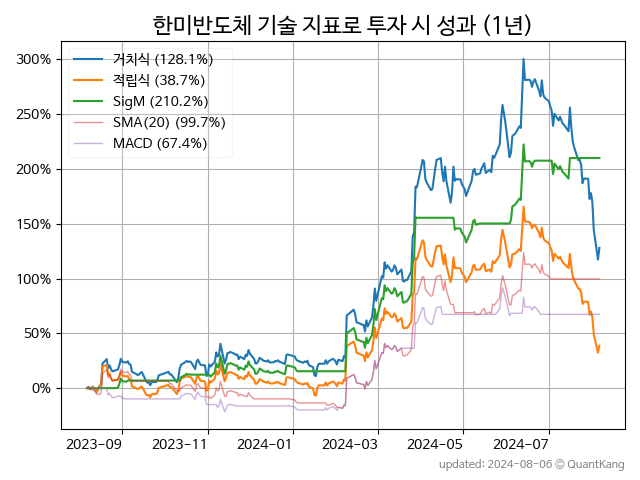 한미반도체 기술 지표로 투자 시 성과 (1년)
거치식 (128.1%)
적립식 (38.7%)
SigM (210.2%)
SMA(20) (99.7%)
MACD (67.4%)
300%
250%
200%
150%
100%
50%
0%
2023-09 2023-11 2024-01 2024-03 2024-05 2024-07
updated: 2024-08-06 © QuantKang